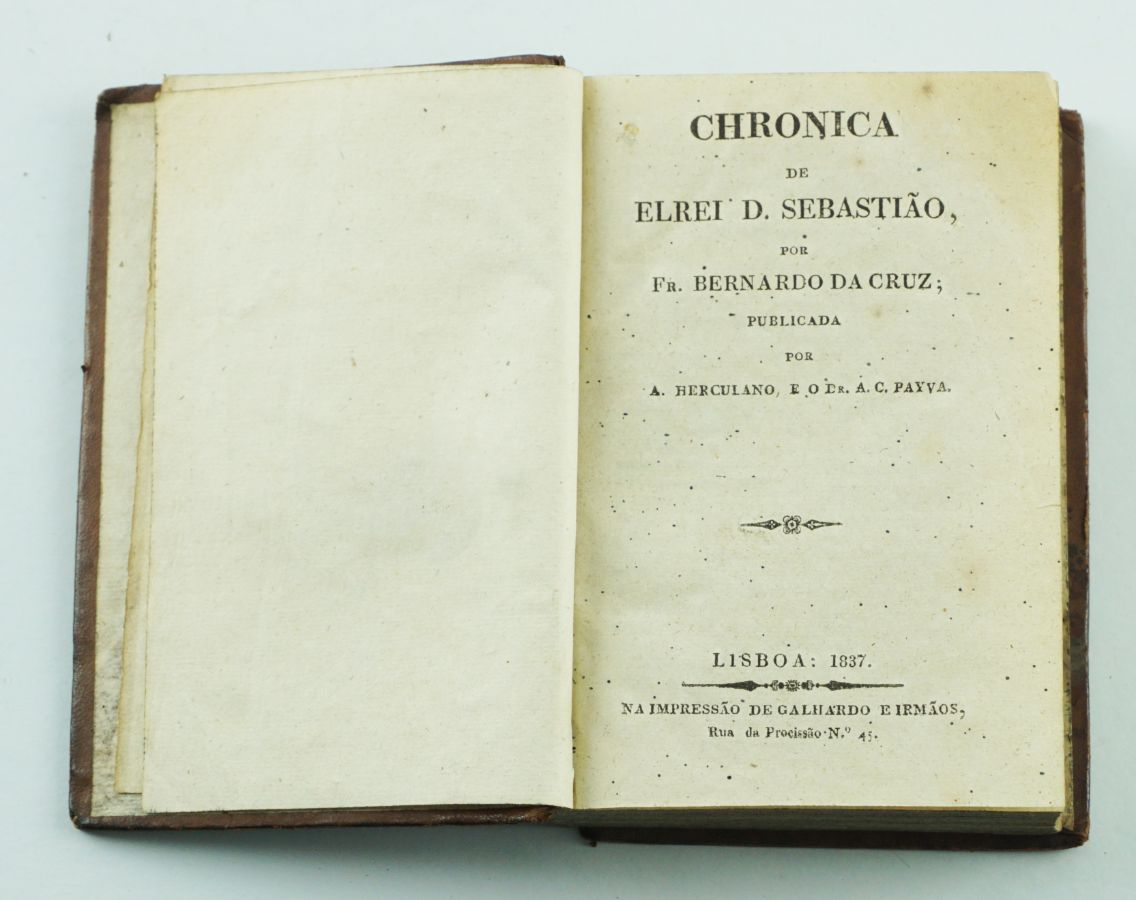 CHRONICA
DE
ELREI D. SEBASTIÃO,
POR
FR. BERNARDO DA CRUZ;
PUBLICADA
POR
A. HERCULANO, E O DR. A. C. PAYVA.
LISBOA: 1837.
NA IMPRESSÃO DE GALHARDO E IRMÃOS,
Rua da Procissão N.º 45.